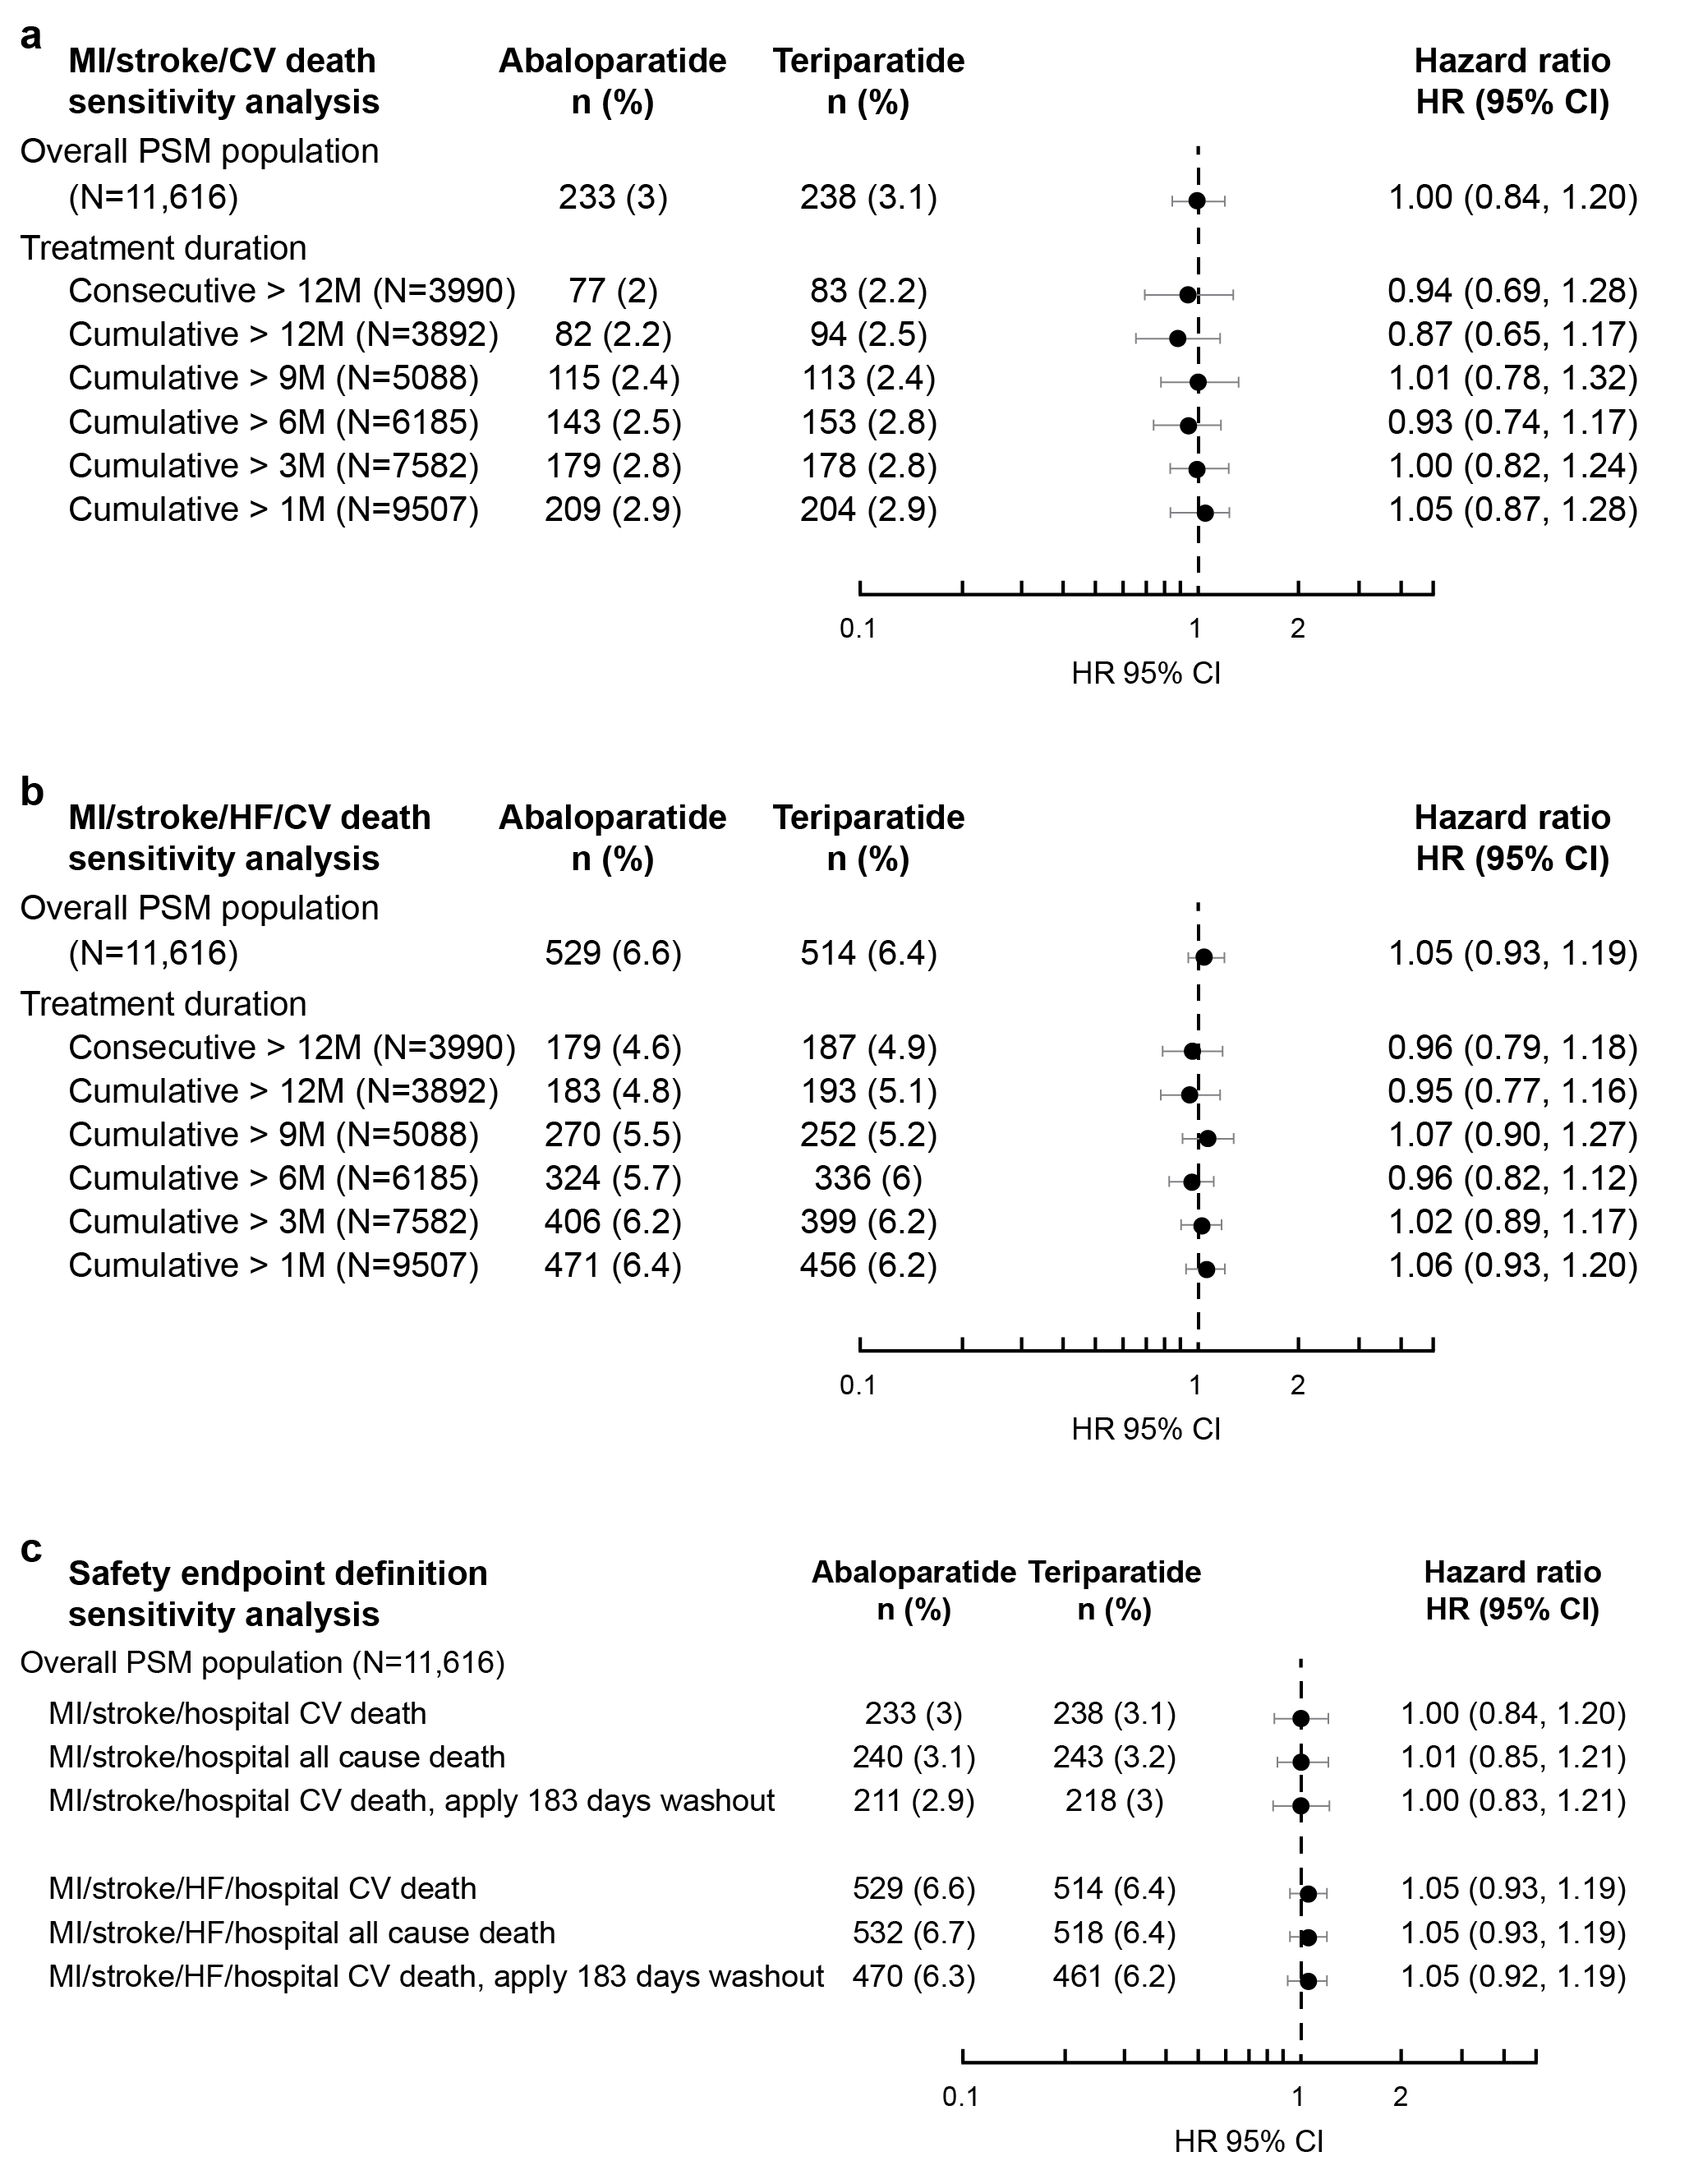 a
MI/stroke/CV death Abaloparatide Teriparatide Hazard ratio
sensitivity analysis n (%) n (%) HR (95% CI)
Overall PSM population
(N=11,616) 233 (3) 238 (3.1) 1.00 (0.84, 1.20)
Treatment duration
Consecutive > 12M (N=3990) 77 (2) 83 (2.2) 0.94 (0.69, 1.28)
Cumulative > 12M (N=3892) 82 (2.2) 94 (2.5) 0.87 (0.65, 1.17)
Cumulative > 9M (N=5088) 115 (2.4) 113 (2.4) 1.01 (0.78, 1.32)
Cumulative > 6M (N=6185) 143 (2.5) 153 (2.8) 0.93 (0.74, 1.17)
Cumulative > 3M (N=7582) 179 (2.8) 178 (2.8) 1.00 (0.82, 1.24)
Cumulative > 1M (N=9507) 209 (2.9) 204 (2.9) 1.05 (0.87, 1.28)
0.1 1 2
HR 95% CI
b
MI/stroke/HF/CV death Abaloparatide Teriparatide Hazard ratio
sensitivity analysis n (%) n (%) HR (95% CI)
Overall PSM population
(N=11,616) 529 (6.6) 514 (6.4) 1.05 (0.93, 1.19)
Treatment duration
Consecutive > 12M (N=3990) 179 (4.6) 187 (4.9) 0.96 (0.79, 1.18)
Cumulative > 12M (N=3892) 183 (4.8) 193 (5.1) 0.95 (0.77, 1.16)
Cumulative > 9M (N=5088) 270 (5.5) 252 (5.2) 1.07 (0.90, 1.27)
Cumulative > 6M (N=6185) 324 (5.7) 336 (6) 0.96 (0.82, 1.12)
Cumulative > 3M (N=7582) 406 (6.2) 399 (6.2) 1.02 (0.89, 1.17)
Cumulative > 1M (N=9507) 471 (6.4) 456 (6.2) 1.06 (0.93, 1.20)
0.1 1 2
HR 95% CI
c
Safety endpoint definition Abaloparatide Teriparatide Hazard ratio
sensitivity analysis n (%) n (%) HR (95% CI)
Overall PSM population (N=11,616)
MI/stroke/hospital CV death 233 (3) 238 (3.1) 1.00 (0.84, 1.20)
MI/stroke/hospital all cause death 240 (3.1) 243 (3.2) 1.01 (0.85, 1.21)
MI/stroke/hospital CV death, apply 183 days washout 211 (2.9) 218 (3) 1.00 (0.83, 1.21)
MI/stroke/HF/hospital CV death 529 (6.6) 514 (6.4) 1.05 (0.93, 1.19)
MI/stroke/HF/hospital all cause death 532 (6.7) 518 (6.4) 1.05 (0.93, 1.19)
MI/stroke/HF/hospital CV death, apply 183 days washout 470 (6.3) 461 (6.2) 1.05 (0.92, 1.19)
0.1 1 2
HR 95% CI